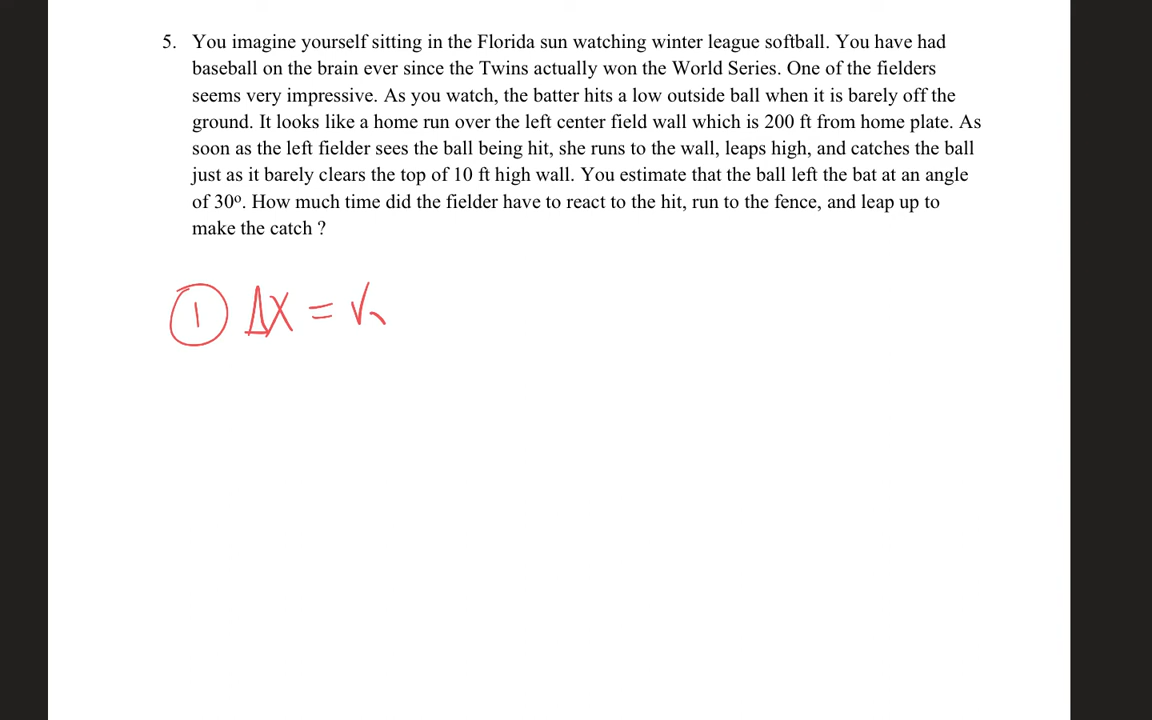 5. You imagine yourself sitting in the Florida sun watching winter league softball. You have had
baseball on the brain ever since the Twins actually won the World Series. One of the fielders
seems very impressive. As you watch, the batter hits a low outside ball when it is barely off the
ground. It looks like a home run over the left center field wall which is 200 ft from home plate. As
soon as the left fielder sees the ball being hit, she runs to the wall, leaps high, and catches the ball
just as it barely clears the top of 10 ft high wall. You estimate that the ball left the bat at an angle
of 30º. How much time did the fielder have to react to the hit, run to the fence, and leap up to
make the catch ?
① ΔX =